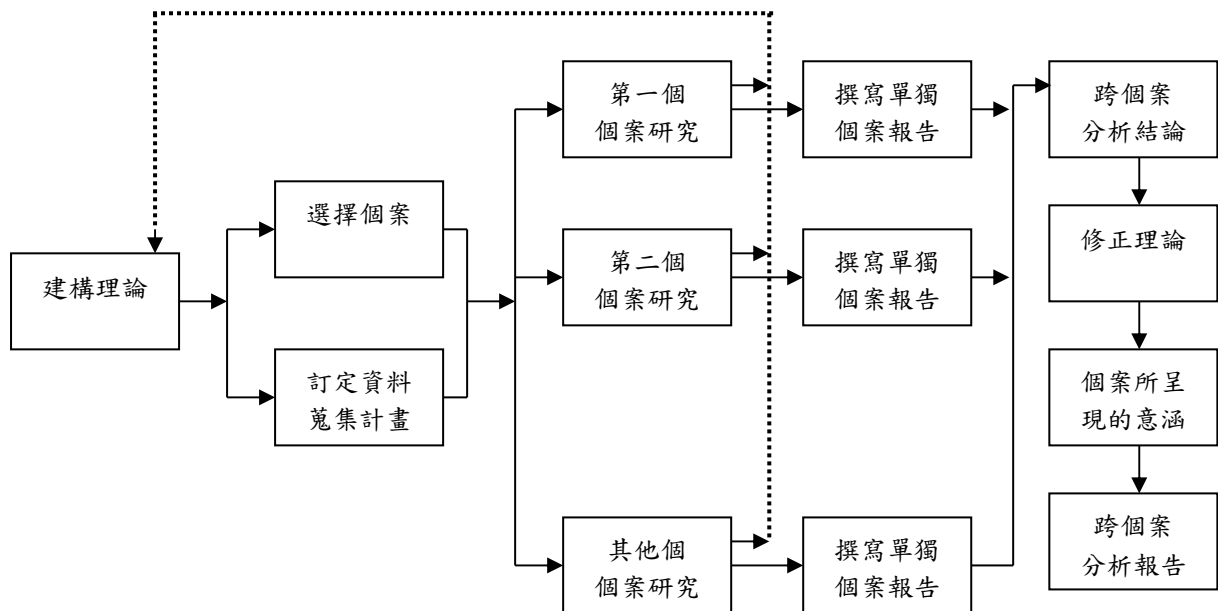 建構理論
選擇個案
訂定資料
蒐集計畫
第一個
個案研究
第二個
個案研究
其他個
個案研究
撰寫單獨
個案報告
撰寫單獨
個案報告
撰寫單獨
個案報告
跨個案
分析結論
修正理論
個案所呈
現的意涵
跨個案
分析報告